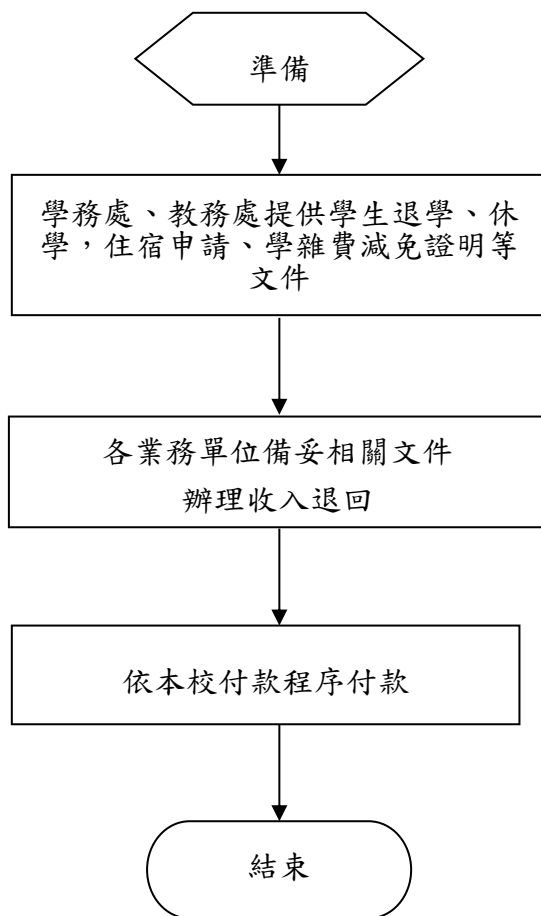 準備
學務處、教務處提供學生退學、休
學，住宿申請、學雜費減免證明等
文件
各業務單位備妥相關文件
辦理收入退回
依本校付款程序付款
結束